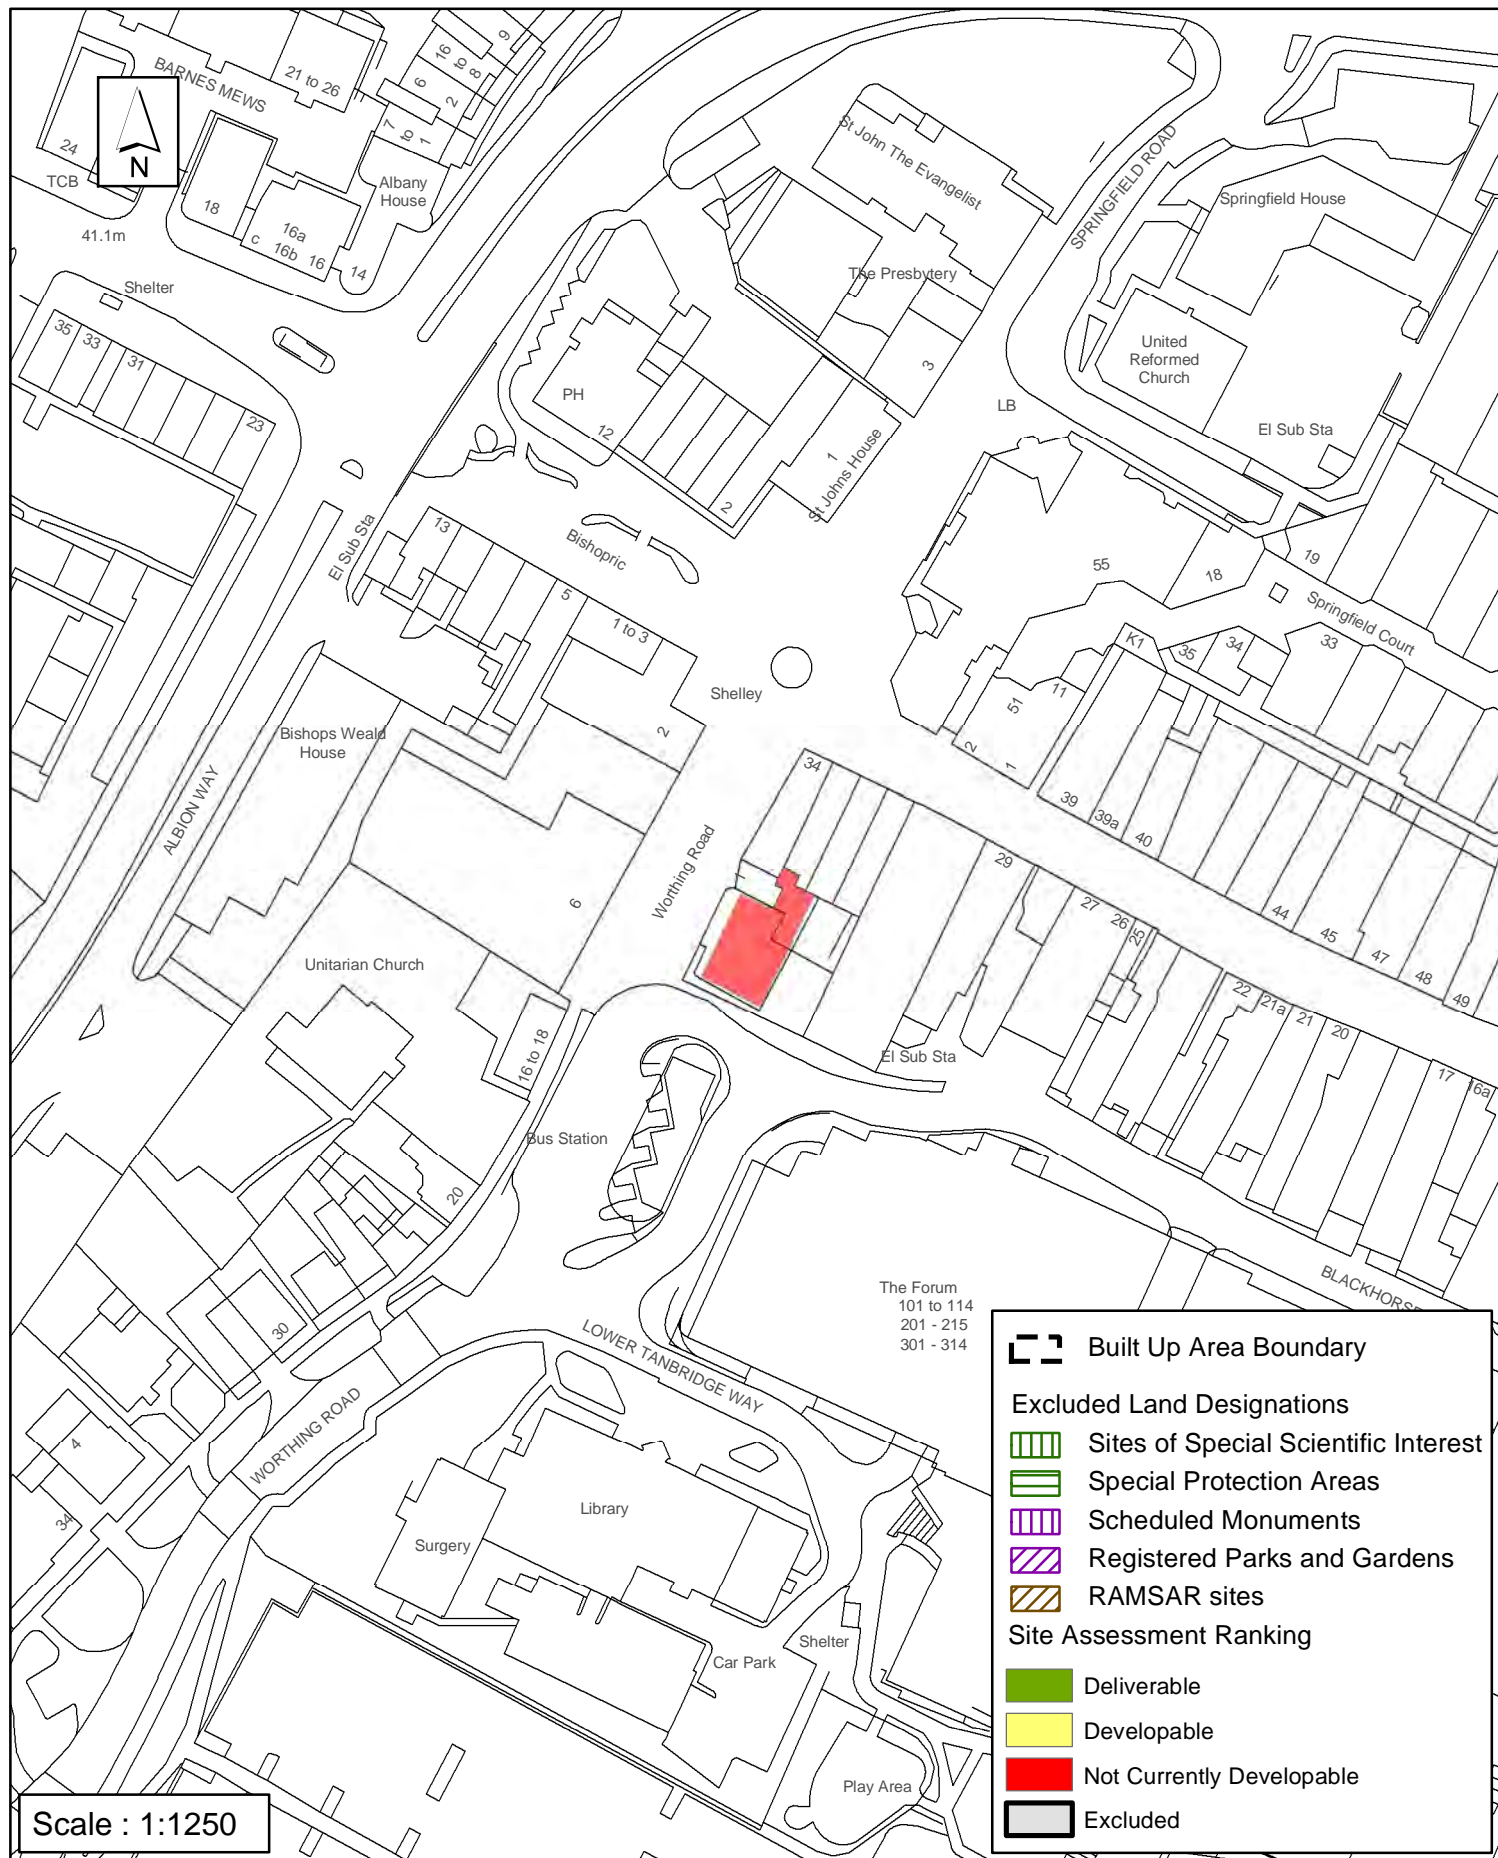 BARNES MEWS
21 to 26
16
to
8
9
6
2
7
to
1
24
N
TCB
18
41.1m
Albany
House
16a
c
16b
16
14
Shelter
35
33
31
23
St John The Evangelist
SPRINGFIELD ROAD
Springfield House
The Presbytery
3
United
Reformed
Church
LB
El Sub Sta
PH
12
2
1
St Johns House
El Sub Sta
13
Bishopric
5
1 to 3
55
18
19
Springfield Court
K1
35
34
33
Shelley
2
51
11
2
1
Bishops Weald
House
ALBION WAY
34
39
39a
40
Worthing Road
6
29
27
26
25
44
45
47
48
49
Unitarian Church
22
21a
21
20
17
16a
16 to 18
El Sub Sta
Bus Station
20
BLACKHORSE
The Forum
101 to 114
201 - 215
301 - 314
30
LOWER TANBRIDGE WAY
WORTHING ROAD
4
34
Library
Surgery
Shelter
Car Park
Play Area
Built Up Area Boundary
Excluded Land Designations
Sites of Special Scientific Interest
Special Protection Areas
Scheduled Monuments
Registered Parks and Gardens
RAMSAR sites
Site Assessment Ranking
Deliverable
Developable
Not Currently Developable
Excluded
Scale : 1:1250